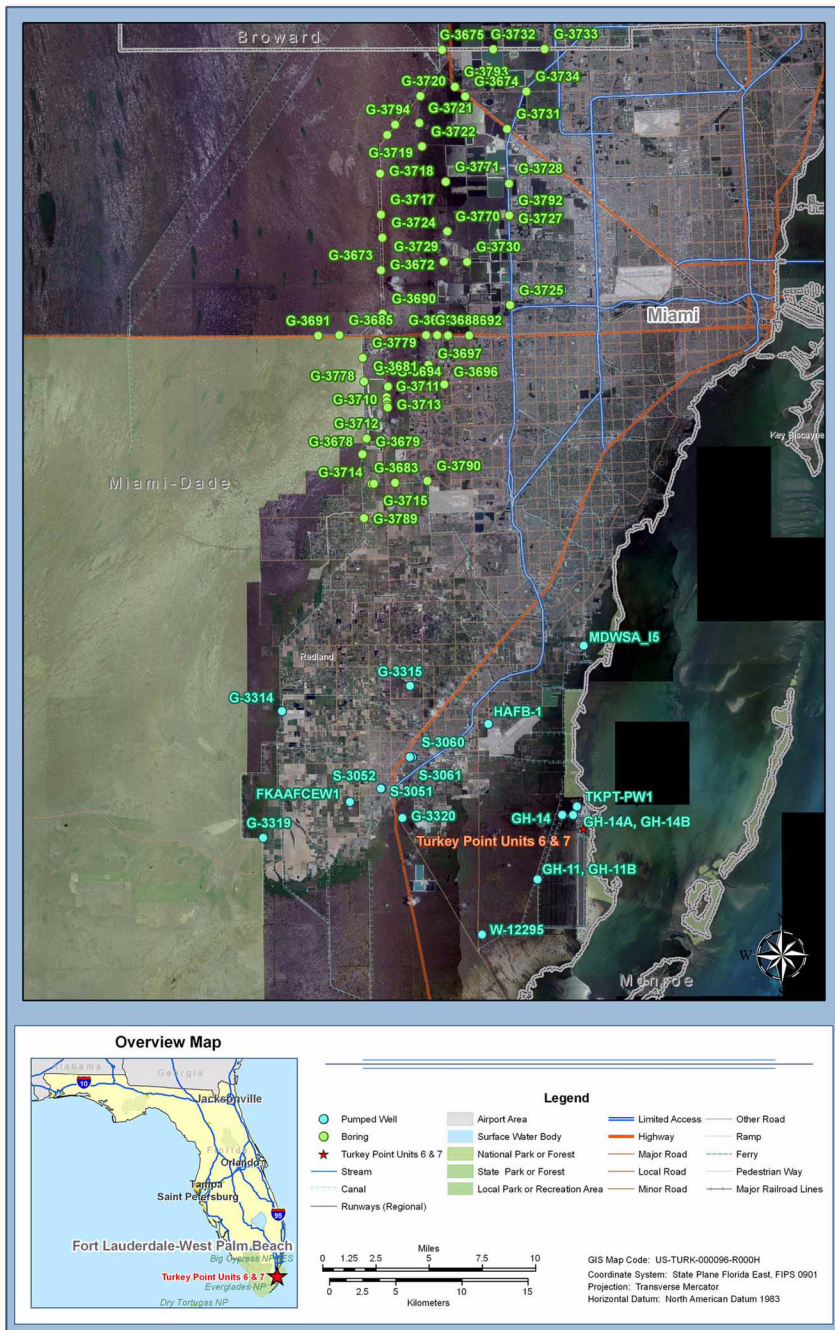 Broward
G-3675
G-3732
G-3733
G-3793
G-3720
G-3674
G-3734
G-3794
G-3721
G-3731
G-3722
G-3719
G-3718
G-3771
G-3728
G-3717
G-3792
G-3724
G-3770
G-3727
G-3729
G-3730
G-3673
G-3672
G-3690
G-3725
Miami
G-3691
G-3685
G-3779
G-3697
G-3681
G-3778
G-3696
G-3711
G-3710
G-3713
Key Biscayne
G-3712
G-3678
G-3679
Miami-Dade
G-3714
G-3683
G-3790
G-3715
G-3789
MDWSA_I5
Redland
G-3315
G-3314
HAFB-1
S-3060
S-3052
S-3061
S-3051
FKAAFCEW1
TKPT-PW1
G-3319
G-3320
GH-14
GH-14A, GH-14B
Turkey Point Units 6 & 7
GH-11, GH-11B
W-12295
W
Monroe
Overview Map
Alabama
Georgia
10
Jacksonville
Florida
Orlando
Tampa
Saint Petersburg
95
Fort Lauderdale-West Palm Beach
Turkey Point Units 6 & 7
Everglades NP
Dry Tortugas NP
Legend
Pumped Well
Boring
Turkey Point Units 6 & 7
Stream
Canal
Runways (Regional)
Airport Area
Surface Water Body
National Park or Forest
State Park or Forest
Local Park or Recreation Area
Limited Access
Highway
Major Road
Local Road
Minor Road
Other Road
Ramp
Ferry
Pedestrian Way
Major Railroad Lines
Miles
0 1.25 2.5 5 7.5 10
0 2.5 5 10 15
Kilometers
GIS Map Code: US-TURK-000096-R000H
Coordinate System: State Plane Florida East, FIPS 0901
Projection: Transverse Mercator
Horizontal Datum: North American Datum 1983